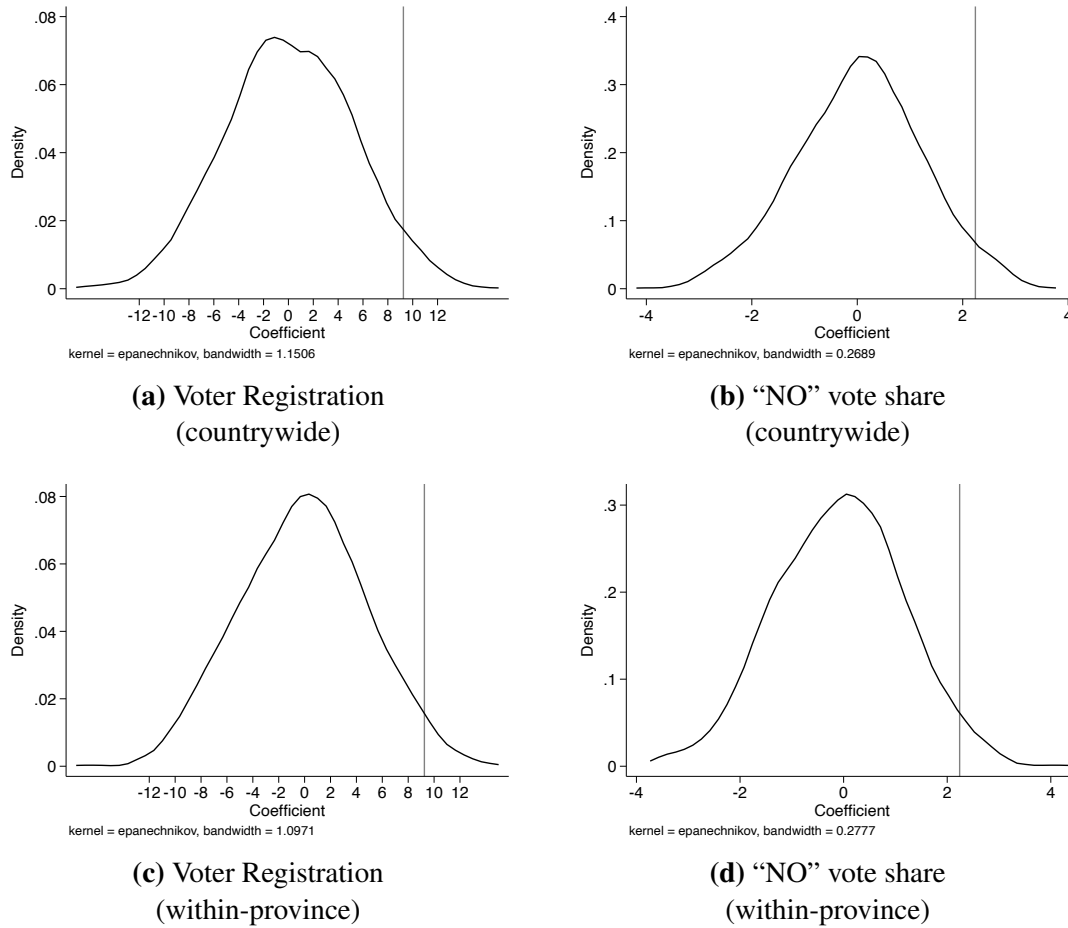 .08
.06
.04
.02
0
Density
-12 -10 -8 -6 -4 -2 0 2 4 6 8 10 12
Coefficient
kernel = epanechnikov, bandwidth = 1.1506
(a) Voter Registration
(countrywide)
.4
.3
.2
.1
0
Density
-4 -2 0 2 4
Coefficient
kernel = epanechnikov, bandwidth = 0.2689
(b) “NO” vote share
(countrywide)
.08
.06
.04
.02
0
Density
-12 -10 -8 -6 -4 -2 0 2 4 6 8 10 12
Coefficient
kernel = epanechnikov, bandwidth = 1.0971
(c) Voter Registration
(within-province)
.3
.2
.1
0
Density
-4 -2 0 2 4
Coefficient
kernel = epanechnikov, bandwidth = 0.2777
(d) “NO” vote share
(within-province)